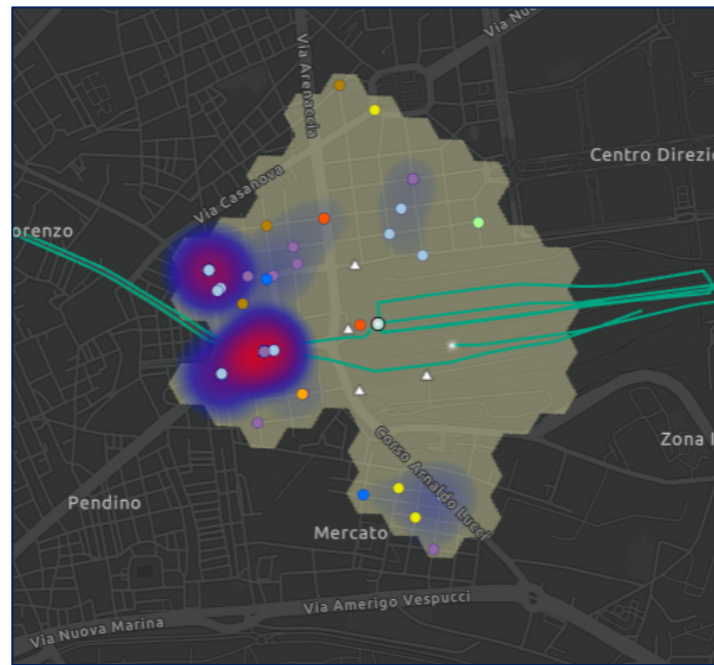 Via Nuo
Via Arenaccia
Centro Direzio
Via Casanova
orenzo
Corso Arnaldo Lucci
Zona I
Pendino
Mercato
Via Amerigo Vespucci
Via Nuova Marina